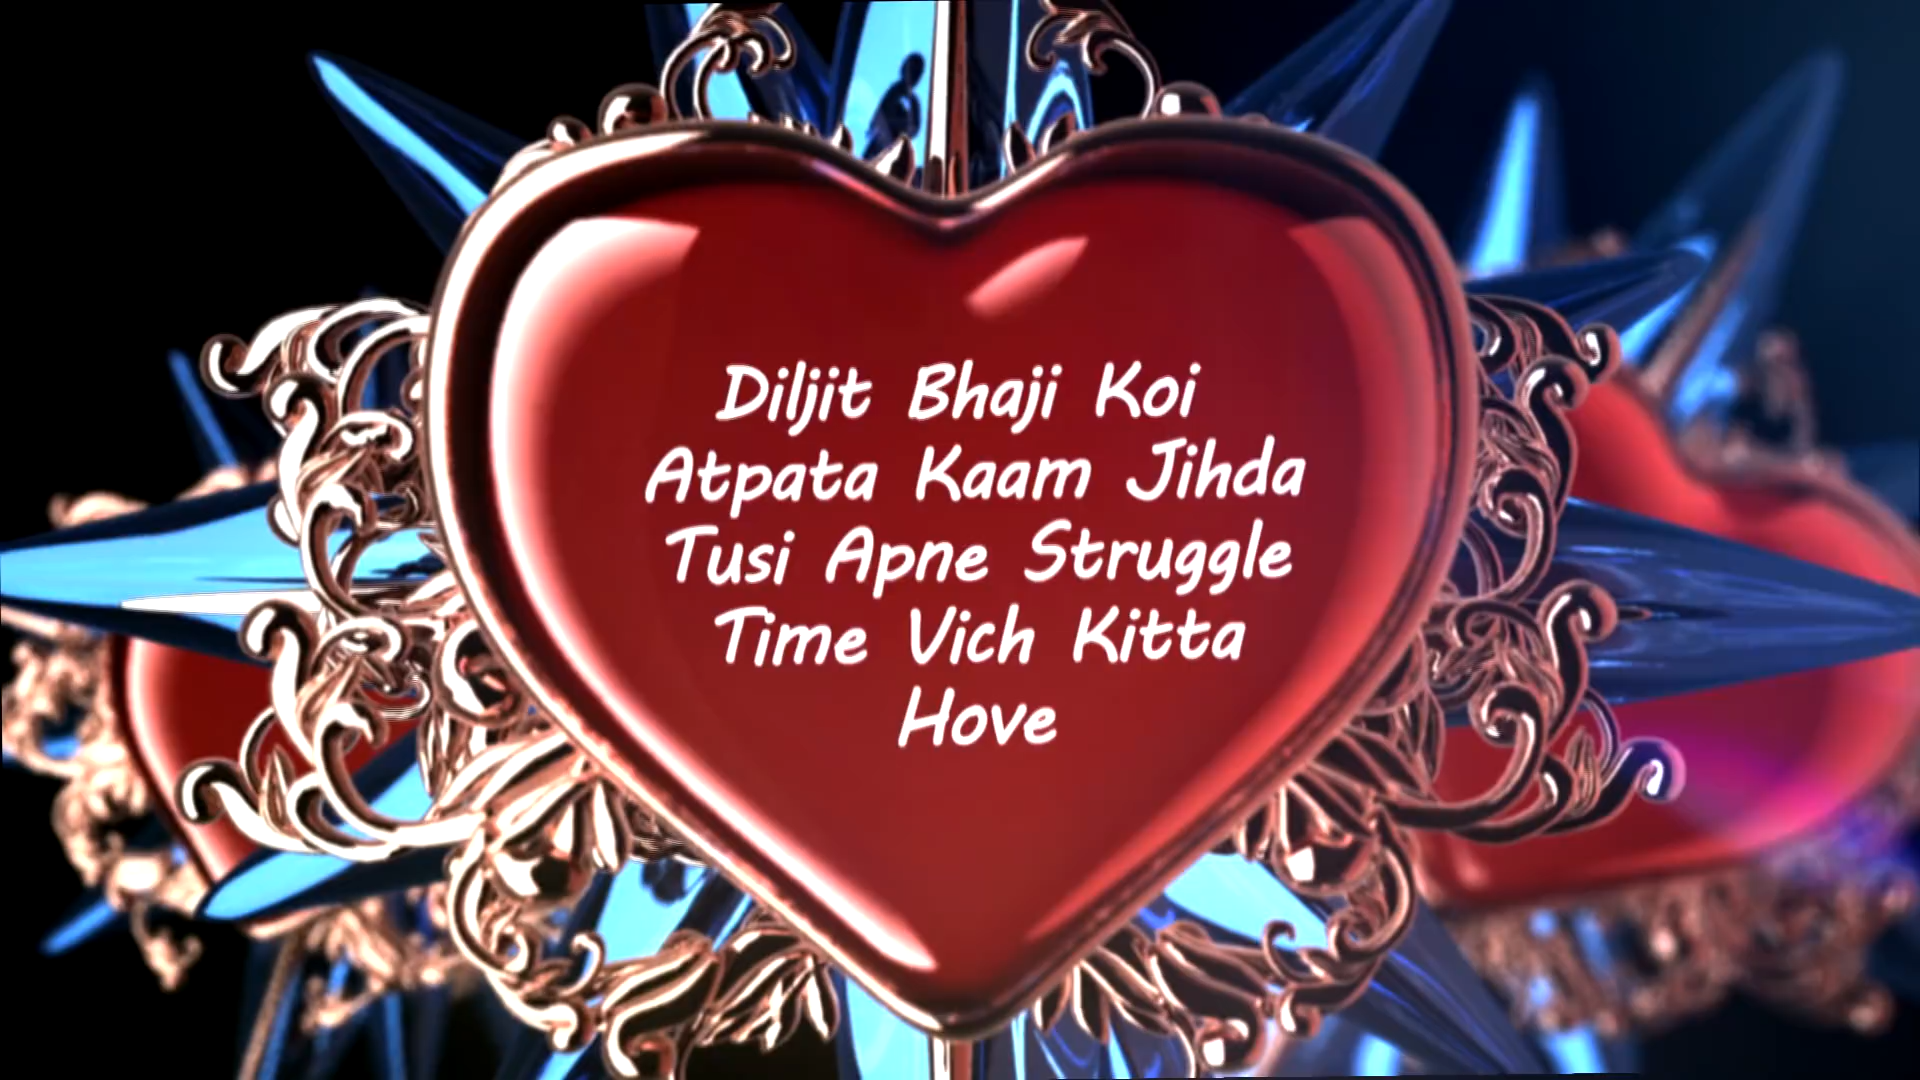 Diljit Bhaji Koi
Atpata Kaam Jihda
Tusi Apne Struggle
Time Vich Kitta
Hove